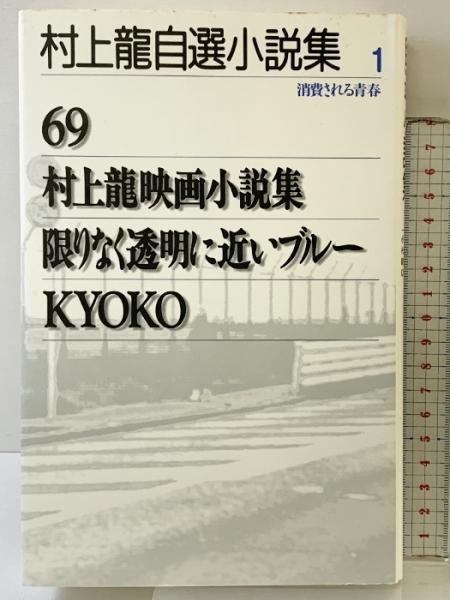 村上龍自選小説集 1
消費される青春
69
村上龍映画小説集
限りなく透明に近いブルー
KYOKO